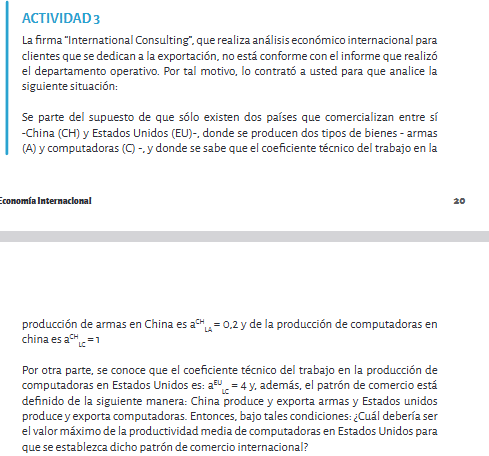 ACTIVIDAD 3
La firma "International Consulting", que realiza análisis económico internacional para
clientes que se dedican a la exportación, no está conforme con el informe que realizó
el departamento operativo. Por tal motivo, lo contrató a usted para que analice la
siguiente situación:
Se parte del supuesto de que sólo existen dos países que comercializan entre sí
-China (CH) y Estados Unidos (EU)-, donde se producen dos tipos de bienes - armas
(A) y computadoras (C) -, y donde se sabe que el coeficiente técnico del trabajo en la
Economía Internacional 20
producción de armas en China es a^CH_LA = 0,2 y de la producción de computadoras en
china es a^CH_LC = 1
Por otra parte, se conoce que el coeficiente técnico del trabajo en la producción de
computadoras en Estados Unidos es: a^EU_LC = 4 y, además, el patrón de comercio está
definido de la siguiente manera: China produce y exporta armas y Estados unidos
produce y exporta computadoras. Entonces, bajo tales condiciones: ¿Cuál debería ser
el valor máximo de la productividad media de computadoras en Estados Unidos para
que se establezca dicho patrón de comercio internacional?